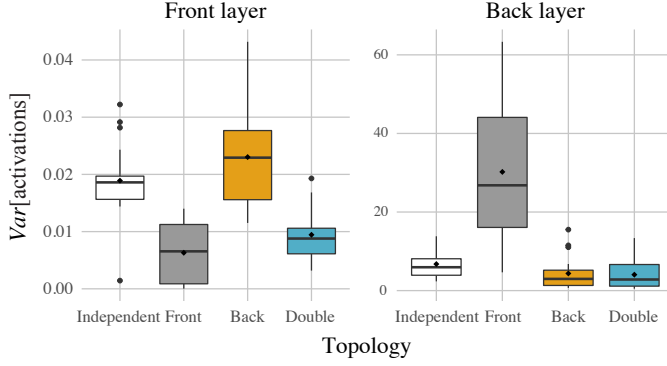 Front layer
Back layer
Var[activations]
0.04
0.03
0.02
0.01
0.00
60
40
20
0
Independent Front Back Double
Independent Front Back Double
Topology